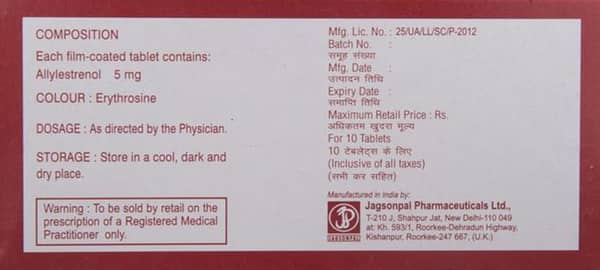 COMPOSITION
Each film-coated tablet contains:
Allylestrenol 5 mg
COLOUR : Erythrosine
DOSAGE : As directed by the Physician.
STORAGE : Store in a cool, dark and
dry place.
Warning : To be sold by retail on the
prescription of a Registered Medical
Practitioner only.
Mfg. Lic. No. : 25/UA/LL/SC/P-2012
Batch No. :
समूह संख्या
Mfg. Date :
उत्पादन तिथि
Expiry Date :
समाप्ति तिथि
Maximum Retail Price : Rs.
अधिकतम खुदरा मूल्य
For 10 Tablets
10 टेबलेट्स के लिए
(Inclusive of all taxes)
(सभी कर सहित)
Manufactured in India by:
JAGSONPAL
Jagsonpal Pharmaceuticals Ltd.,
T-210 J, Shahpur Jat, New Delhi-110 049
at: Kh. 593/1, Roorkee-Dehradun Highway,
Kishanpur, Roorkee-247 667, (U.K.)